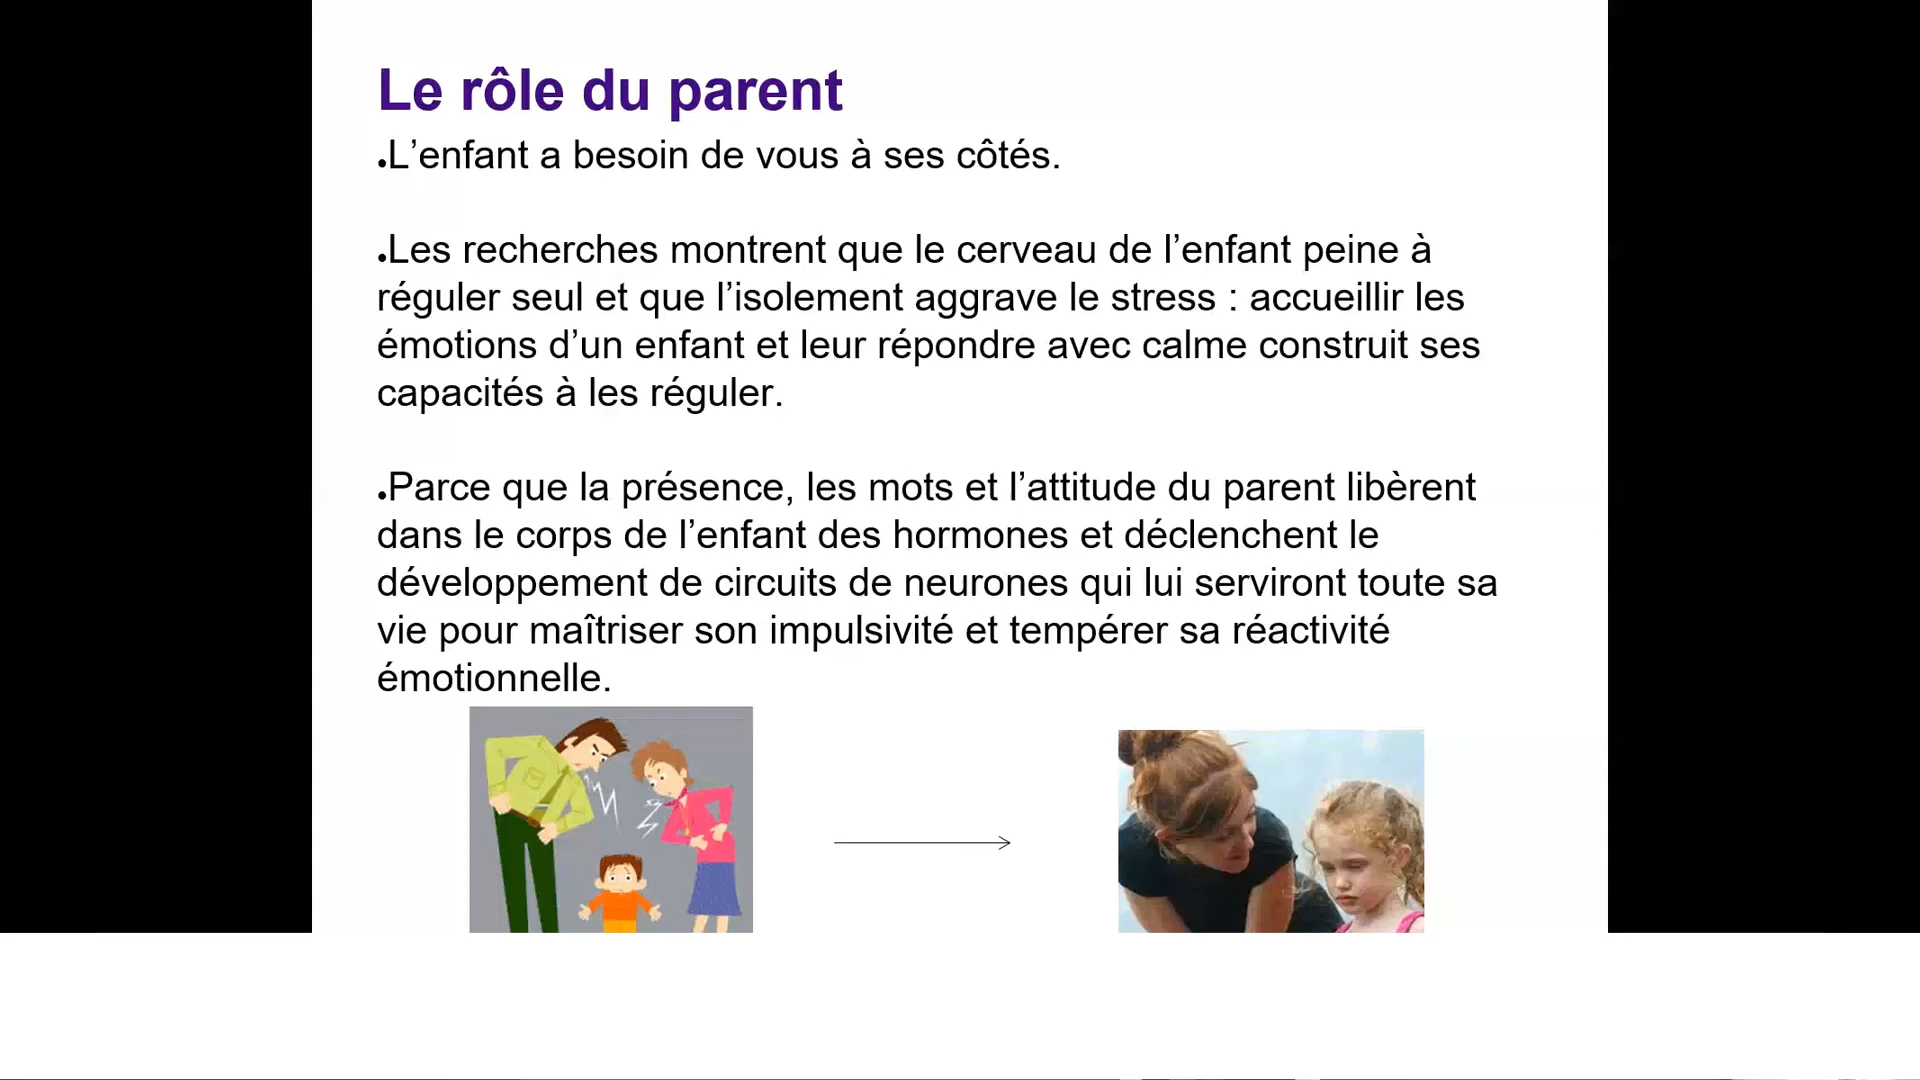 Le rôle du parent
•L’enfant a besoin de vous à ses côtés.
•Les recherches montrent que le cerveau de l’enfant peine à
réguler seul et que l’isolement aggrave le stress : accueillir les
émotions d’un enfant et leur répondre avec calme construit ses
capacités à les réguler.
•Parce que la présence, les mots et l’attitude du parent libèrent
dans le corps de l’enfant des hormones et déclenchent le
développement de circuits de neurones qui lui serviront toute sa
vie pour maîtriser son impulsivité et tempérer sa réactivité
émotionnelle.